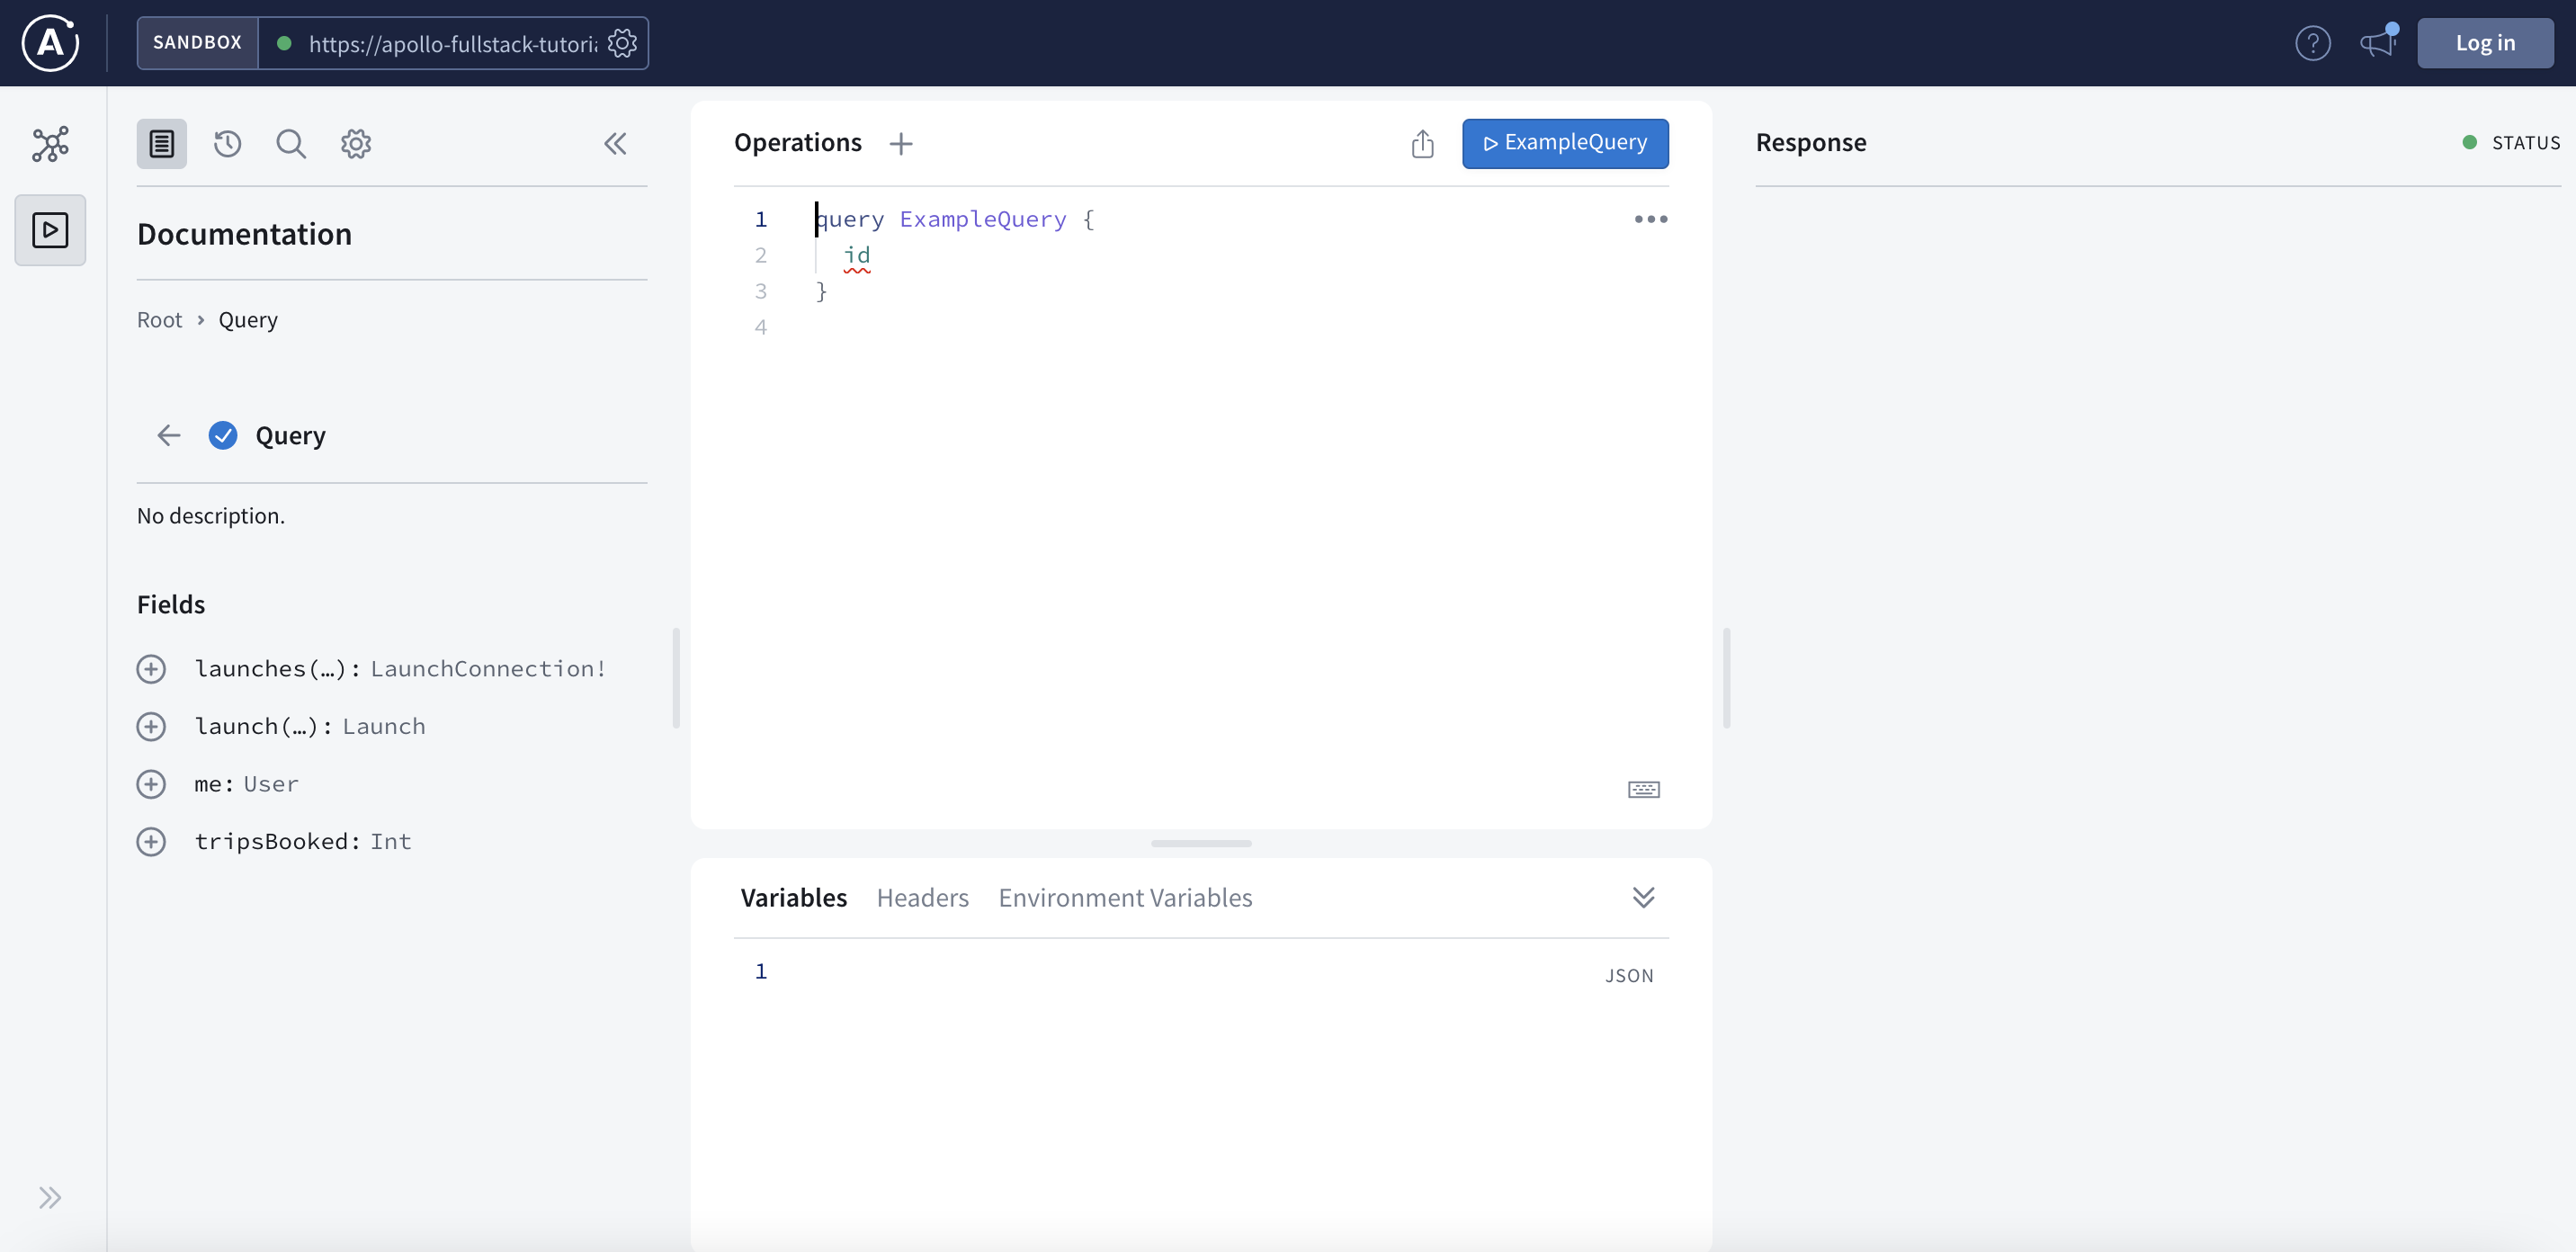 SANDBOX
https://apollo-fullstack-tutori
Log in
Documentation
Root › Query
Query
No description.
Fields
launches(…): LaunchConnection!
launch(…): Launch
me: User
tripsBooked: Int
Operations
ExampleQuery
1 query ExampleQuery {
2 id
3 }
4
Variables Headers Environment Variables
1
JSON
Response
STATUS